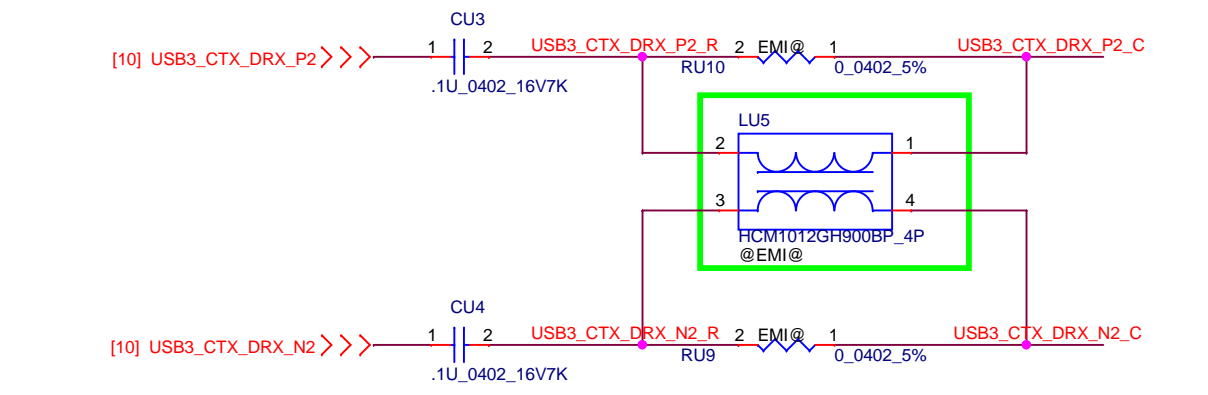 CU3
[10] USB3_CTX_DRX_P2 1 2 USB3_CTX_DRX_P2_R 2 EMI@ 1 USB3_CTX_DRX_P2_C
.1U_0402_16V7K RU10 0_0402_5%
LU5
2 1
3 4
HCM1012GH900BP_4P
@EMI@
CU4
[10] USB3_CTX_DRX_N2 1 2 USB3_CTX_DRX_N2_R 2 EMI@ 1 USB3_CTX_DRX_N2_C
.1U_0402_16V7K RU9 0_0402_5%